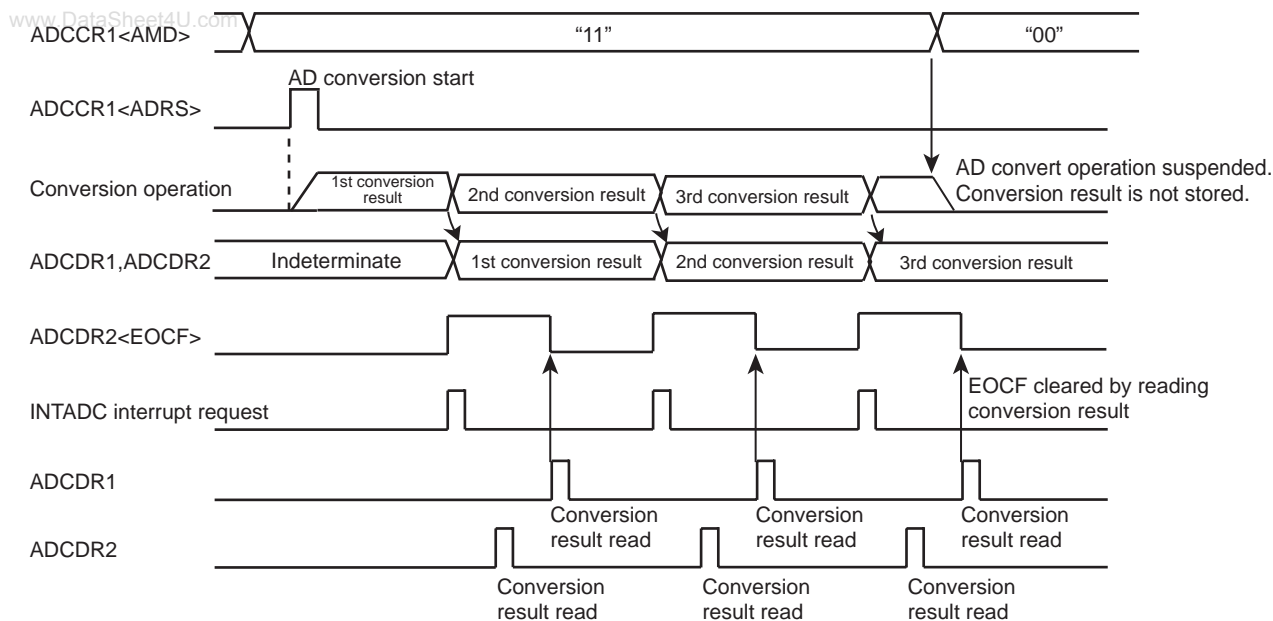 www.DataSheet4U.com
ADCCR1<AMD>
“11”
“00”
AD conversion start
ADCCR1<ADRS>
AD convert operation suspended.
Conversion result is not stored.
Conversion operation
1st conversion
result
2nd conversion result
3rd conversion result
ADCDR1,ADCDR2
Indeterminate
1st conversion result
2nd conversion result
3rd conversion result
ADCDR2<EOCF>
EOCF cleared by reading
conversion result
INTADC interrupt request
ADCDR1
Conversion
result read
Conversion
result read
Conversion
result read
ADCDR2
Conversion
result read
Conversion
result read
Conversion
result read